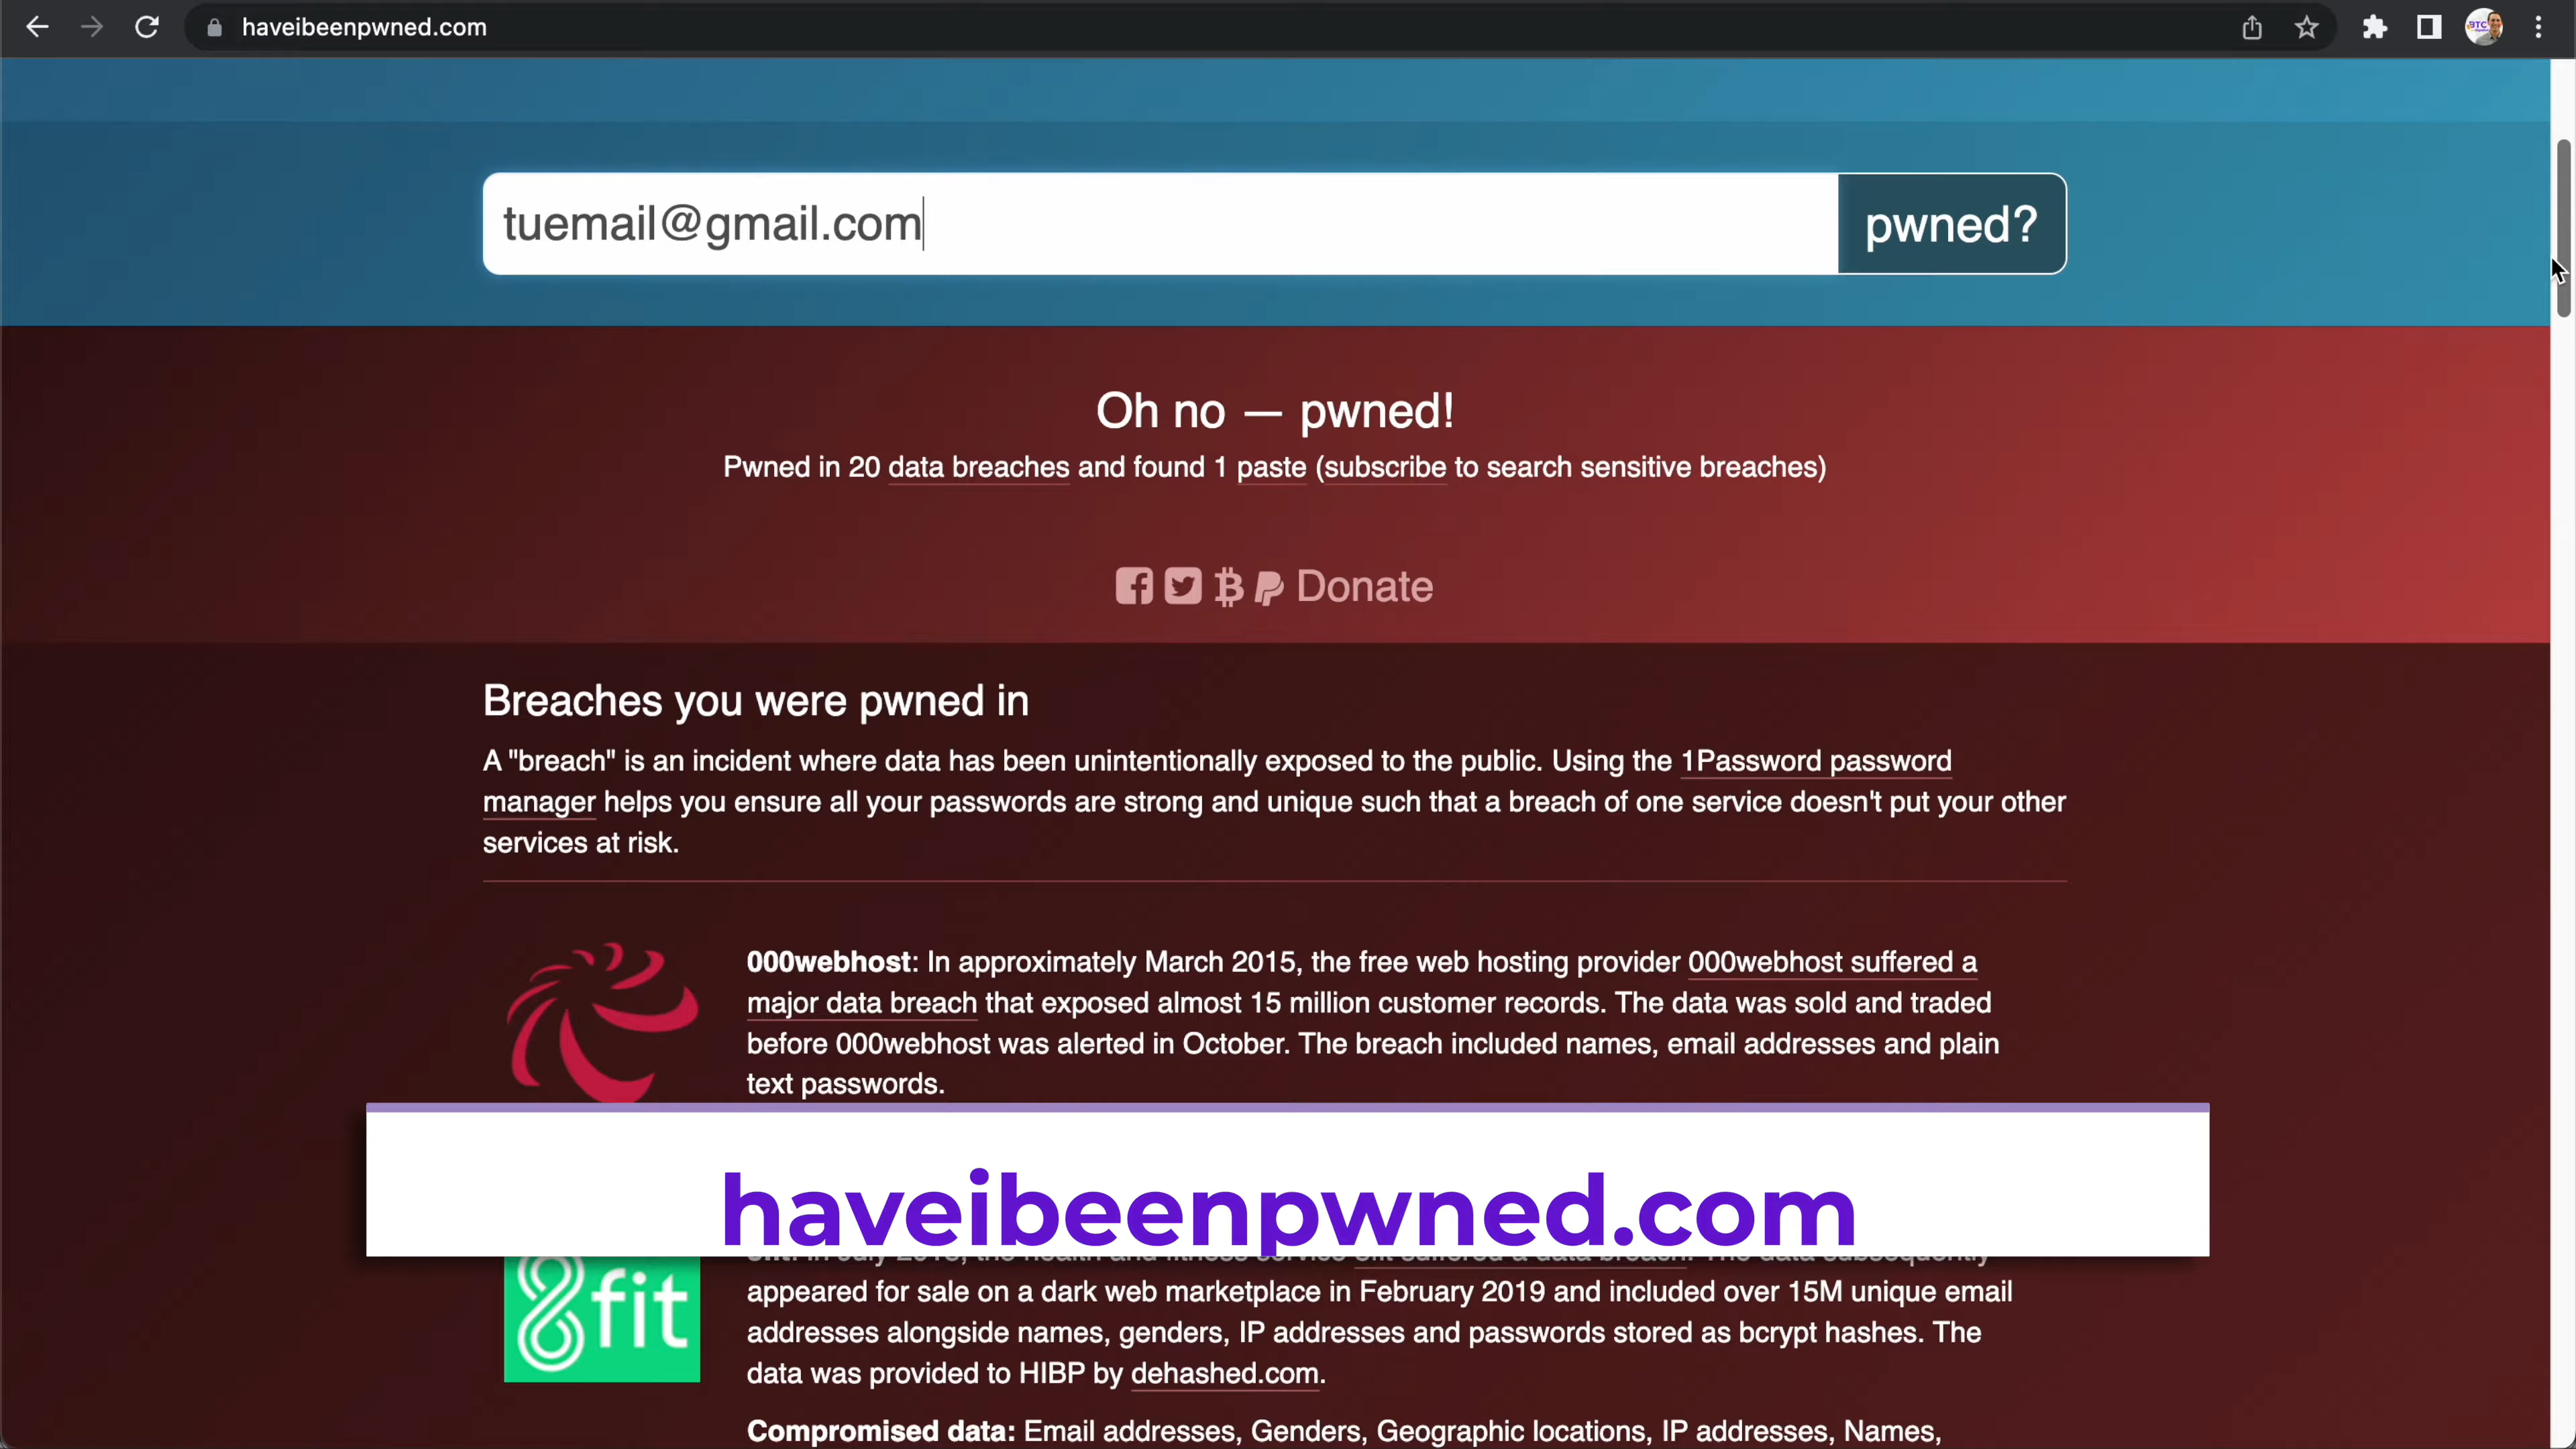 haveibeenpwned.com
BTC
tuemail@gmail.com
pwned?
Oh no — pwned!
Pwned in 20 data breaches and found 1 paste (subscribe to search sensitive breaches)
Donate
Breaches you were pwned in
A "breach" is an incident where data has been unintentionally exposed to the public. Using the 1Password password
manager helps you ensure all your passwords are strong and unique such that a breach of one service doesn't put your other
services at risk.
000webhost: In approximately March 2015, the free web hosting provider 000webhost suffered a
major data breach that exposed almost 15 million customer records. The data was sold and traded
before 000webhost was alerted in October. The breach included names, email addresses and plain
text passwords.
haveibeenpwned.com
8fit
appeared for sale on a dark web marketplace in February 2019 and included over 15M unique email
addresses alongside names, genders, IP addresses and passwords stored as bcrypt hashes. The
data was provided to HIBP by dehashed.com.
Compromised data: Email addresses, Genders, Geographic locations, IP addresses, Names,